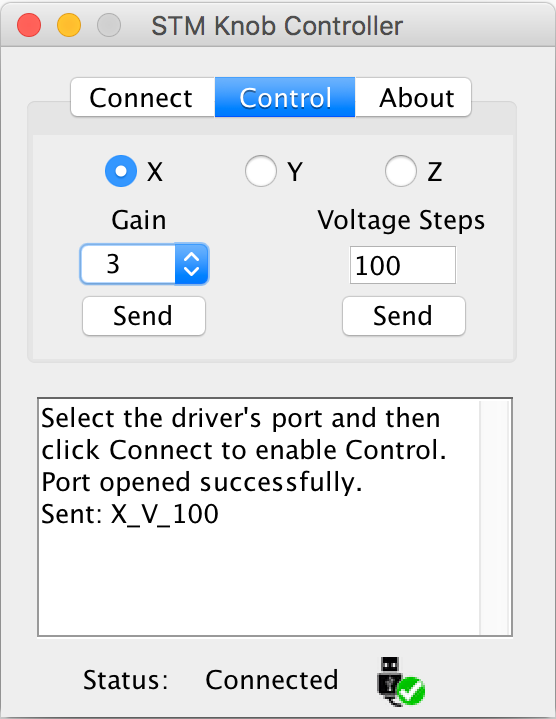 STM Knob Controller
Connect Control About
X Y Z
Gain Voltage Steps
3 100
Send Send
Select the driver's port and then
click Connect to enable Control.
Port opened successfully.
Sent: X_V_100
Status: Connected